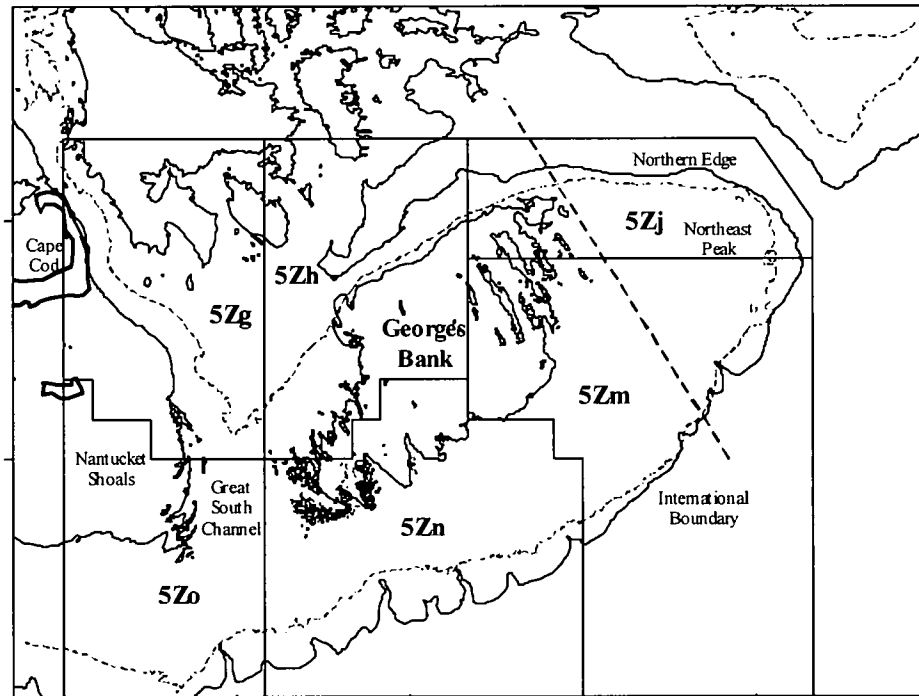 Northern Edge
5Zj
Northeast
Peak
Cape
Cod
5Zh
5Zg
George's
Bank
5Zm
Nantucket
Shoals
Great
South
Channel
International
Boundary
5Zn
5Zo